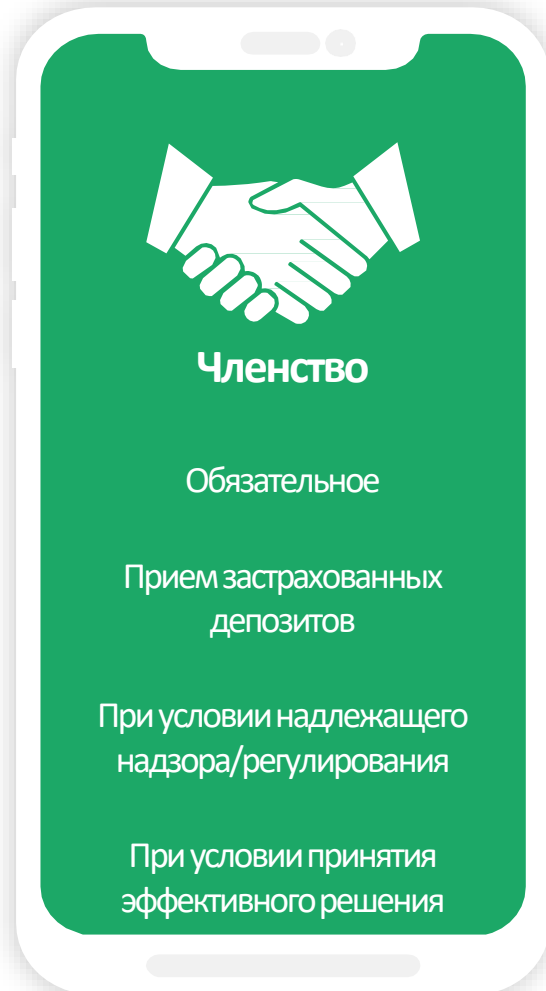 Членство
Обязательное
Прием застрахованных
депозитов
При условии надлежащего
надзора/регулирования
При условии принятия
эффективного решения